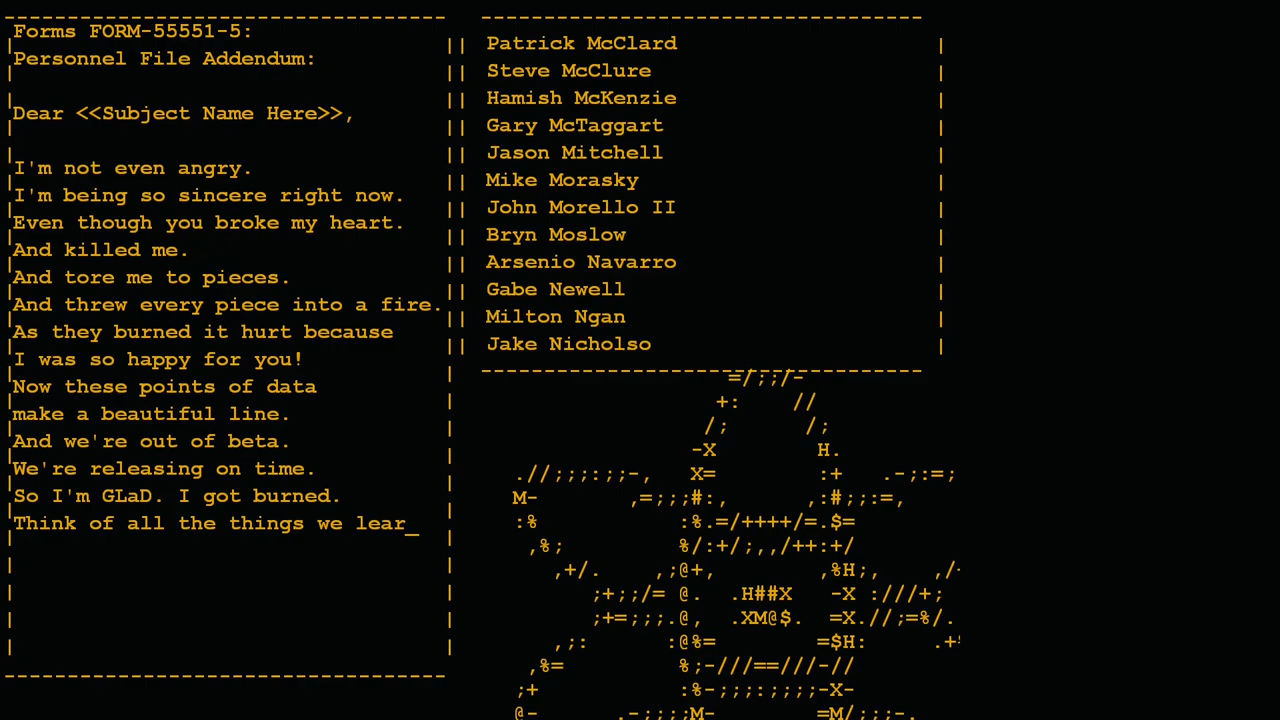 Forms FORM-55551-5:
Personnel File Addendum:
Dear <<Subject Name Here>>,
I'm not even angry.
I'm being so sincere right now.
Even though you broke my heart.
And killed me.
And tore me to pieces.
And threw every piece into a fire.
As they burned it hurt because
I was so happy for you!
Now these points of data
make a beautiful line.
And we're out of beta.
We're releasing on time.
So I'm GLaD. I got burned.
Think of all the things we lear_
Patrick McClard
Steve McClure
Hamish McKenzie
Gary McTaggart
Jason Mitchell
Mike Morasky
John Morello II
Bryn Moslow
Arsenio Navarro
Gabe Newell
Milton Ngan
Jake Nicholso